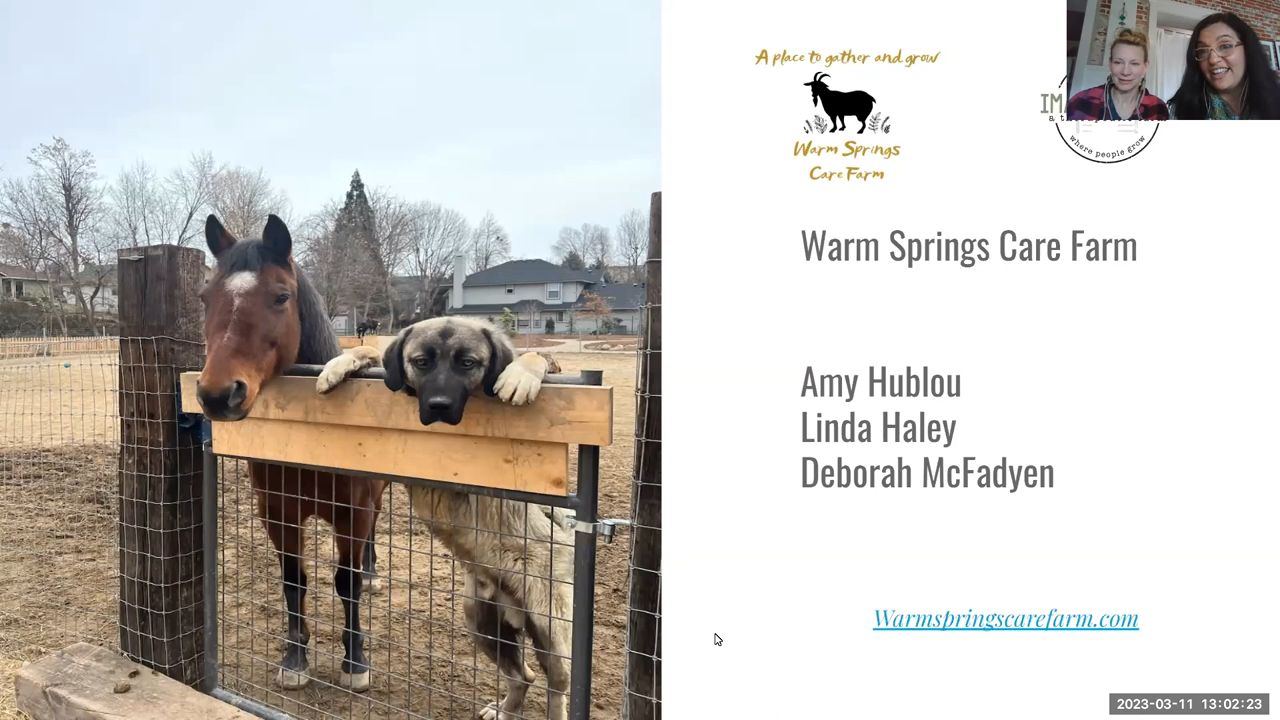 A place to gather and grow
Warm Springs
Care Farm
IM
where people grow
Warm Springs Care Farm
Amy Hublou
Linda Haley
Deborah McFadyen
Warmspringscarefarm.com
2023-03-11 13:02:23